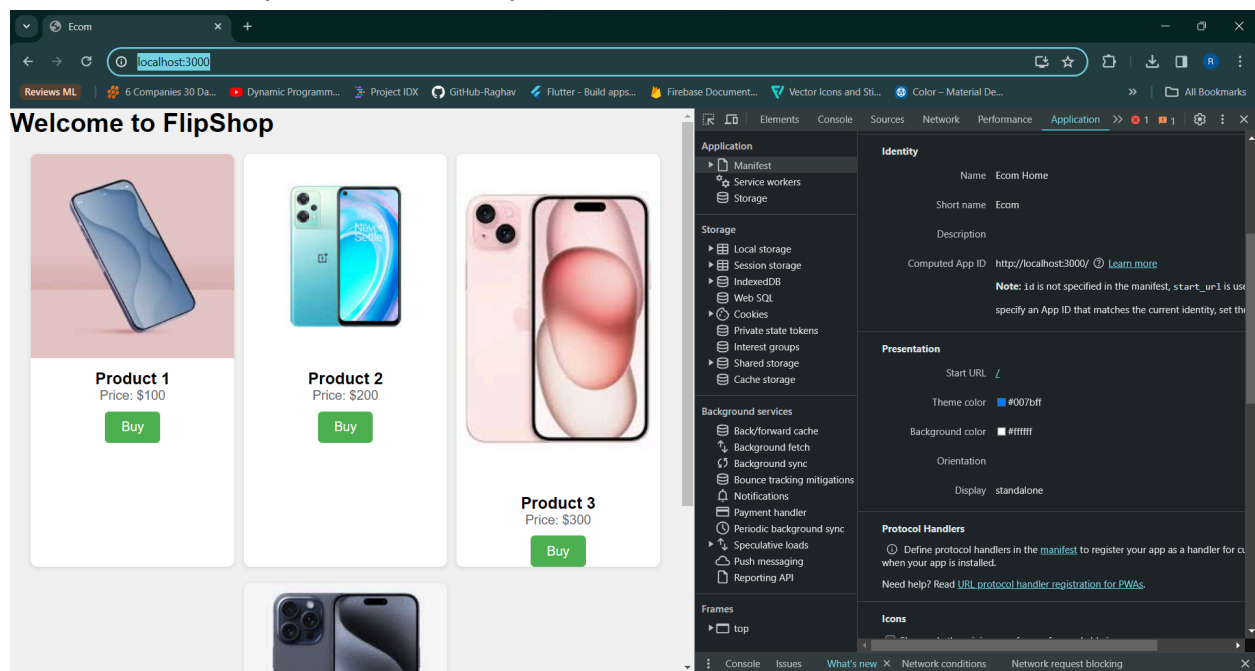 Ecom
localhost:3000
R
Reviews ML
6 Companies 30 Da...
Dynamic Programm...
Project IDX
GitHub-Raghav
Flutter - Build apps...
Firebase Document...
Vector Icons and Sti...
Color – Material De...
»
All Bookmarks
Welcome to FlipShop
Never
Settle
Product 1
Price: $100
Buy
Product 2
Price: $200
Buy
Product 3
Price: $300
Buy
Elements
Console
Sources
Network
Performance
Application
»
1
1
Application
Manifest
Service workers
Storage
Storage
Local storage
Session storage
IndexedDB
Web SQL
Cookies
Private state tokens
Interest groups
Shared storage
Cache storage
Background services
Back/forward cache
Background fetch
Background sync
Bounce tracking mitigations
Notifications
Payment handler
Periodic background sync
Speculative loads
Push messaging
Reporting API
Frames
top
Identity
Name Ecom Home
Short name Ecom
Description
Computed App ID http://localhost:3000/ Learn more
Note: id is not specified in the manifest, start_url is use
specify an App ID that matches the current identity, set the
Presentation
Start URL /
Theme color #007bff
Background color #ffffff
Orientation
Display standalone
Protocol Handlers
Define protocol handlers in the manifest to register your app as a handler for cu
when your app is installed.
Need help? Read URL protocol handler registration for PWAs.
Icons
Console
Issues
What's new
Network conditions
Network request blocking